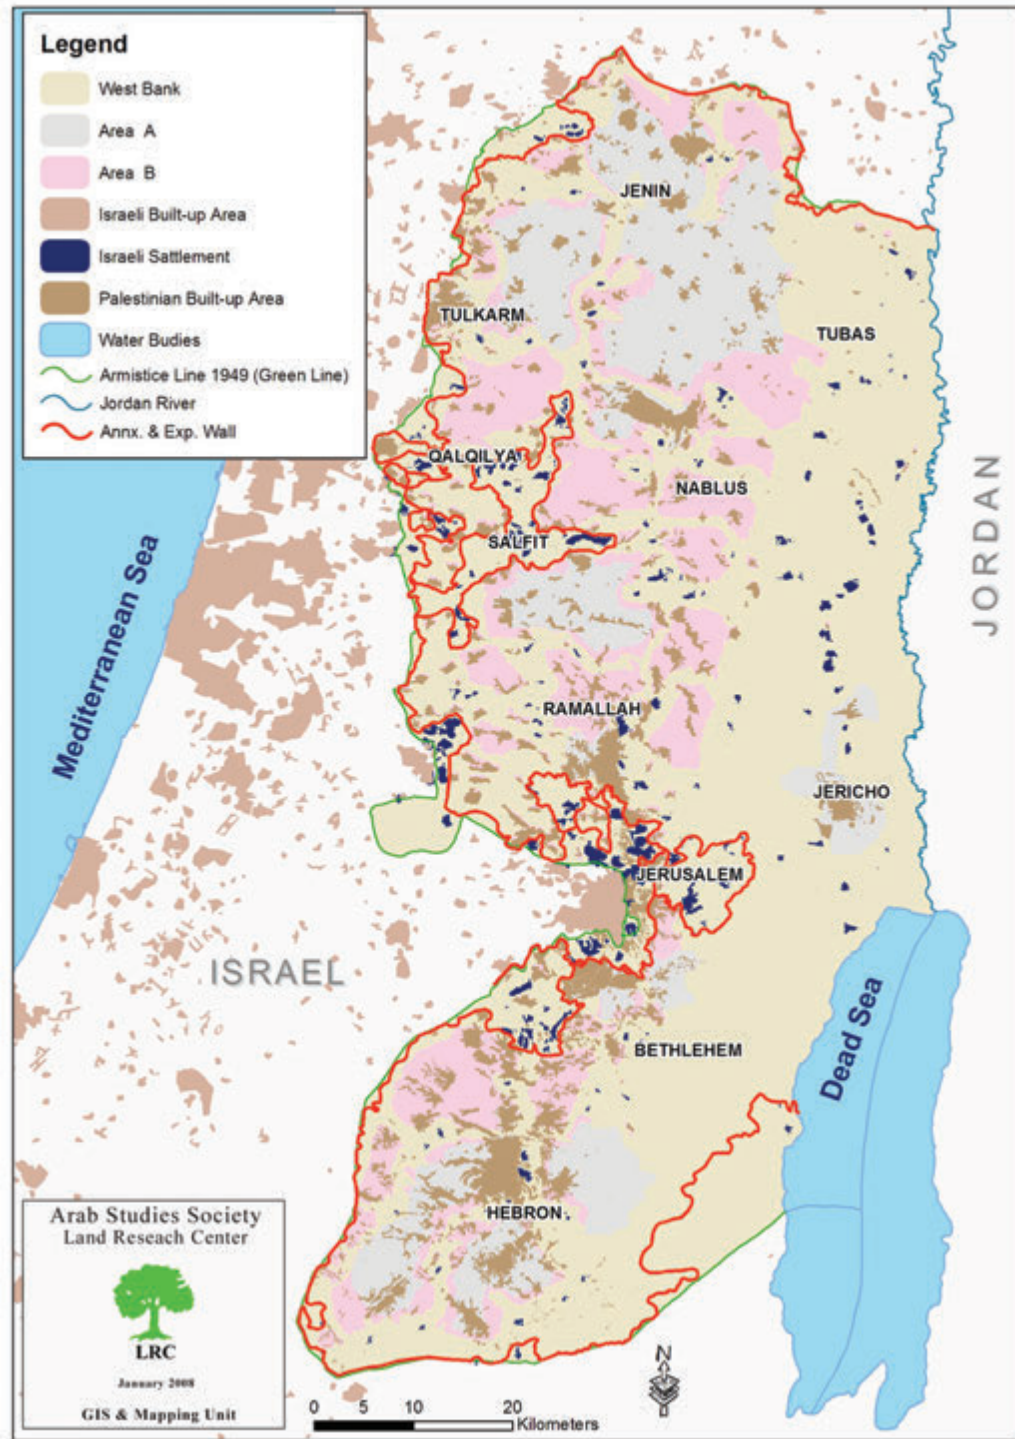 Legend
West Bank
Area A
Area B
Israeli Built-up Area
Israeli Sattlement
Palestinian Built-up Area
Water Budies
Armistice Line 1949 (Green Line)
Jordan River
Annx. & Exp. Wall
JENIN
TULKARM
TUBAS
QALQILYA
NABLUS
SALFIT
JORDAN
Mediterranean Sea
RAMALLAH
JERICHO
JERUSALEM
ISRAEL
BETHLEHEM
Dead Sea
HEBRON
Arab Studies Society
Land Reseach Center
LRC
January 2008
GIS & Mapping Unit
N
0 10 20
Kilometers